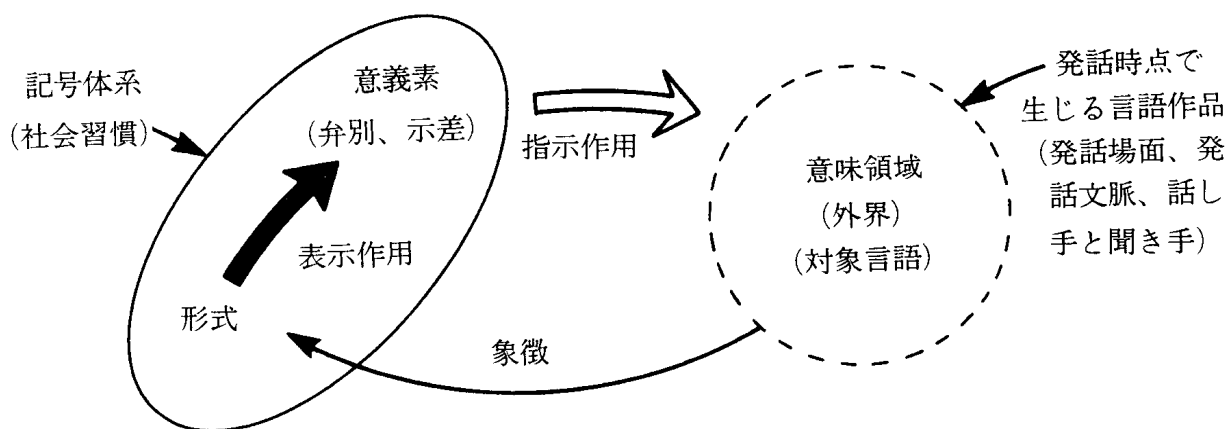 記号体系
(社会習慣)
意義素
(弁別、示差)
表示作用
形式
指示作用
象徴
意味領域
(外界)
(対象言語)
発話時点で
生じる言語作品
(発話場面、発
話文脈、話し
手と聞き手)